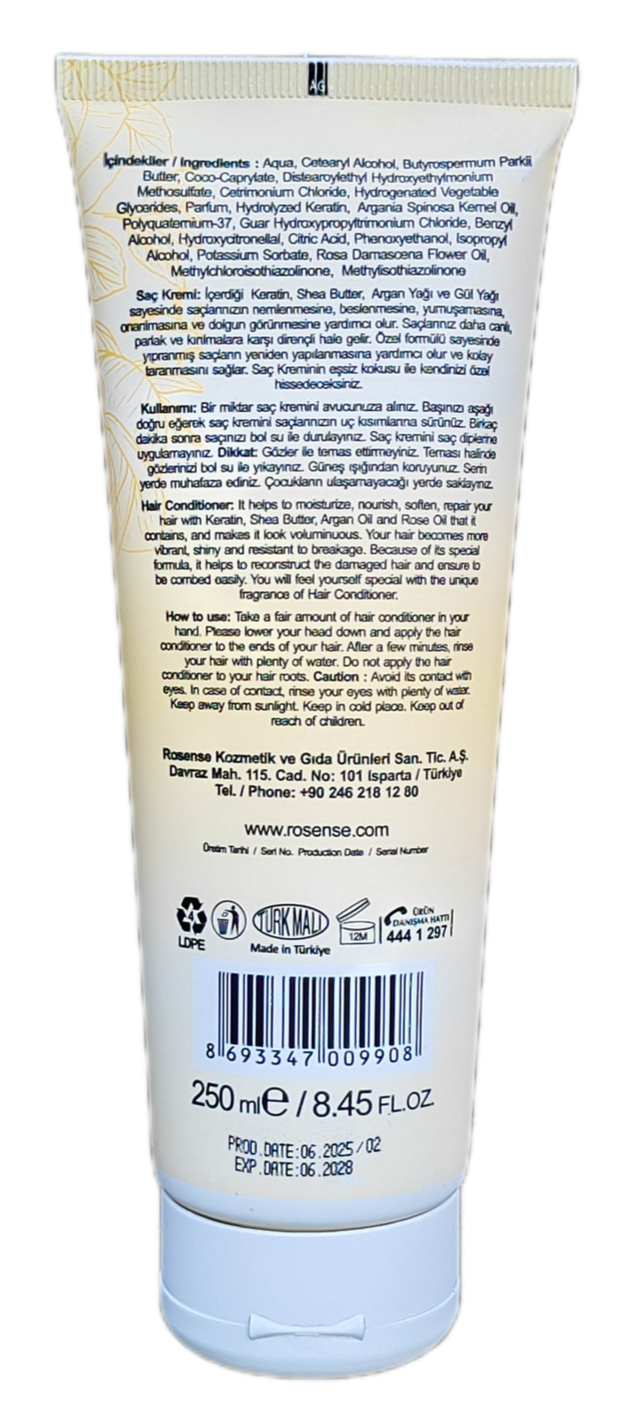 AG
İçindekiler / Ingredients : Aqua, Cetearyl Alcohol, Butyrospermum Parkii
Butter, Coco-Caprylate, Distearoylethyl Hydroxyethylmonium
Methosulfate, Cetrimonium Chloride, Hydrogenated Vegetable
Glycerides, Parfum, Hydrolyzed Keratin, Argania Spinosa Kernel Oil,
Polyquaternium-37, Guar Hydroxypropyltrimonium Chloride, Benzyl
Alcohol, Hydroxycitronellal, Citric Acid, Phenoxyethanol, Isopropyl
Alcohol, Potassium Sorbate, Rosa Damascena Flower Oil,
Methylchloroisothiazolinone, Methylisothiazolinone
Saç Kremi: İçerdiği Keratin, Shea Butter, Argan Yağı ve Gül Yağı
sayesinde saçlarınızın nemlenmesine, beslenmesine, yumuşamasına,
onarılmasına ve dolgun görünmesine yardımcı olur. Saçlarınız daha canlı,
parlak ve kırılmalara karşı dirençli hale gelir. Özel formülü sayesinde
yıpranmış saçların yeniden yapılanmasına yardımcı olur ve kolay
taranmasını sağlar. Saç Kreminin eşsiz kokusu ile kendinizi özel
hissedeceksiniz.
Kullanımı: Bir miktar saç kremini avucunuza alınız. Başınızı aşağı
doğru eğerek saç kremini saçlarınızın uç kısımlarına sürünüz. Birkaç
dakika sonra saçınızı bol su ile durulayınız. Saç kremini saç diplerine
uygulamayınız. Dikkat: Gözler ile temas ettirmeyiniz. Teması halinde
gözlerinizi bol su ile yıkayınız. Güneş ışığından koruyunuz. Serin
yerde muhafaza ediniz. Çocukların ulaşamayacağı yerde saklayınız.
Hair Conditioner: It helps to moisturize, nourish, soften, repair your
hair with Keratin, Shea Butter, Argan Oil and Rose Oil that it
contains, and makes it look voluminuous. Your hair becomes more
vibrant, shiny and resistant to breakage. Because of its special
formula, it helps to reconstruct the damaged hair and ensure to
be combed easily. You will feel yourself special with the unique
fragrance of Hair Conditioner.
How to use: Take a fair amount of hair conditioner in your
hand. Please lower your head down and apply the hair
conditioner to the ends of your hair. After a few minutes, rinse
your hair with plenty of water. Do not apply the hair
conditioner to your hair roots. Caution : Avoid its contact with
eyes. In case of contact, rinse your eyes with plenty of water.
Keep away from sunlight. Keep in cold place. Keep out of
reach of children.
Rosense Kozmetik ve Gıda Ürünleri San. Tic. A.Ş.
Davraz Mah. 115. Cad. No: 101 Isparta / Türkiye
Tel. / Phone: +90 246 218 12 80
www.rosense.com
Üretim Tarihi / Seri No. Production Date / Serial Number
4
LDPE
TÜRK MALI
Made in Türkiye
12M
ÜRÜN
DANIŞMA HATTI
444 1 297
8 693347 009908
250 ml e / 8.45 FL.OZ.
PROD.DATE:06.2025/02
EXP.DATE:06.2028